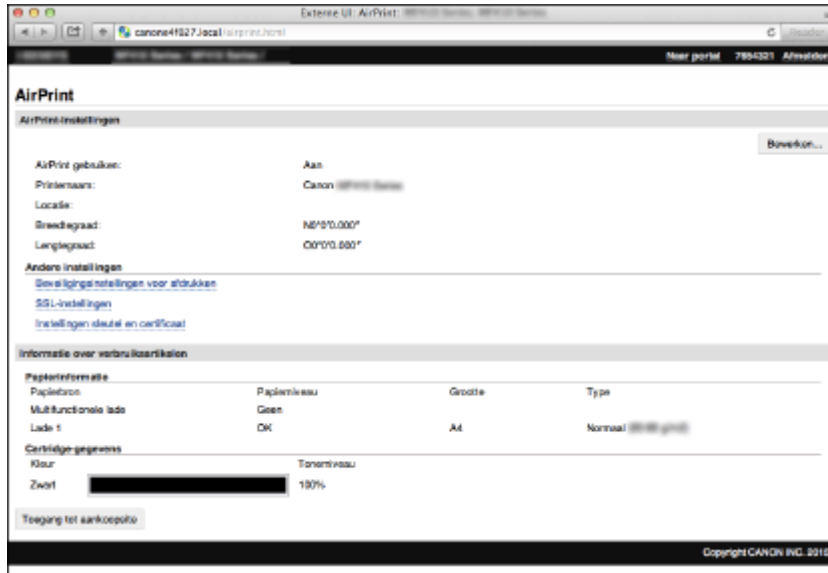 Externe UI: AirPrint:
canone4f027.local/airprint.html Reader
Naar portal 7654321 Afmelden
AirPrint
AirPrint-instellingen
Bewerken...
AirPrint gebruiken: Aan
Printernaam: Canon
Locatie:
Breedtegraad: N0°0'0.000"
Lengtegraad: O0°0'0.000"
Andere instellingen
Beveiligingsinstellingen voor afdrukken
SSL-instellingen
Instellingen sleutel en certificaat
Informatie over verbruiksartikelen
Papierinformatie
Papierbron Papierniveau Grootte Type
Multifunctionele lade Geen
Lade 1 OK A4 Normaal
Cartridge-gegevens
Kleur Tonerniveau
Zwart 100%
Toegang tot aankoopsite
Copyright CANON INC. 2015